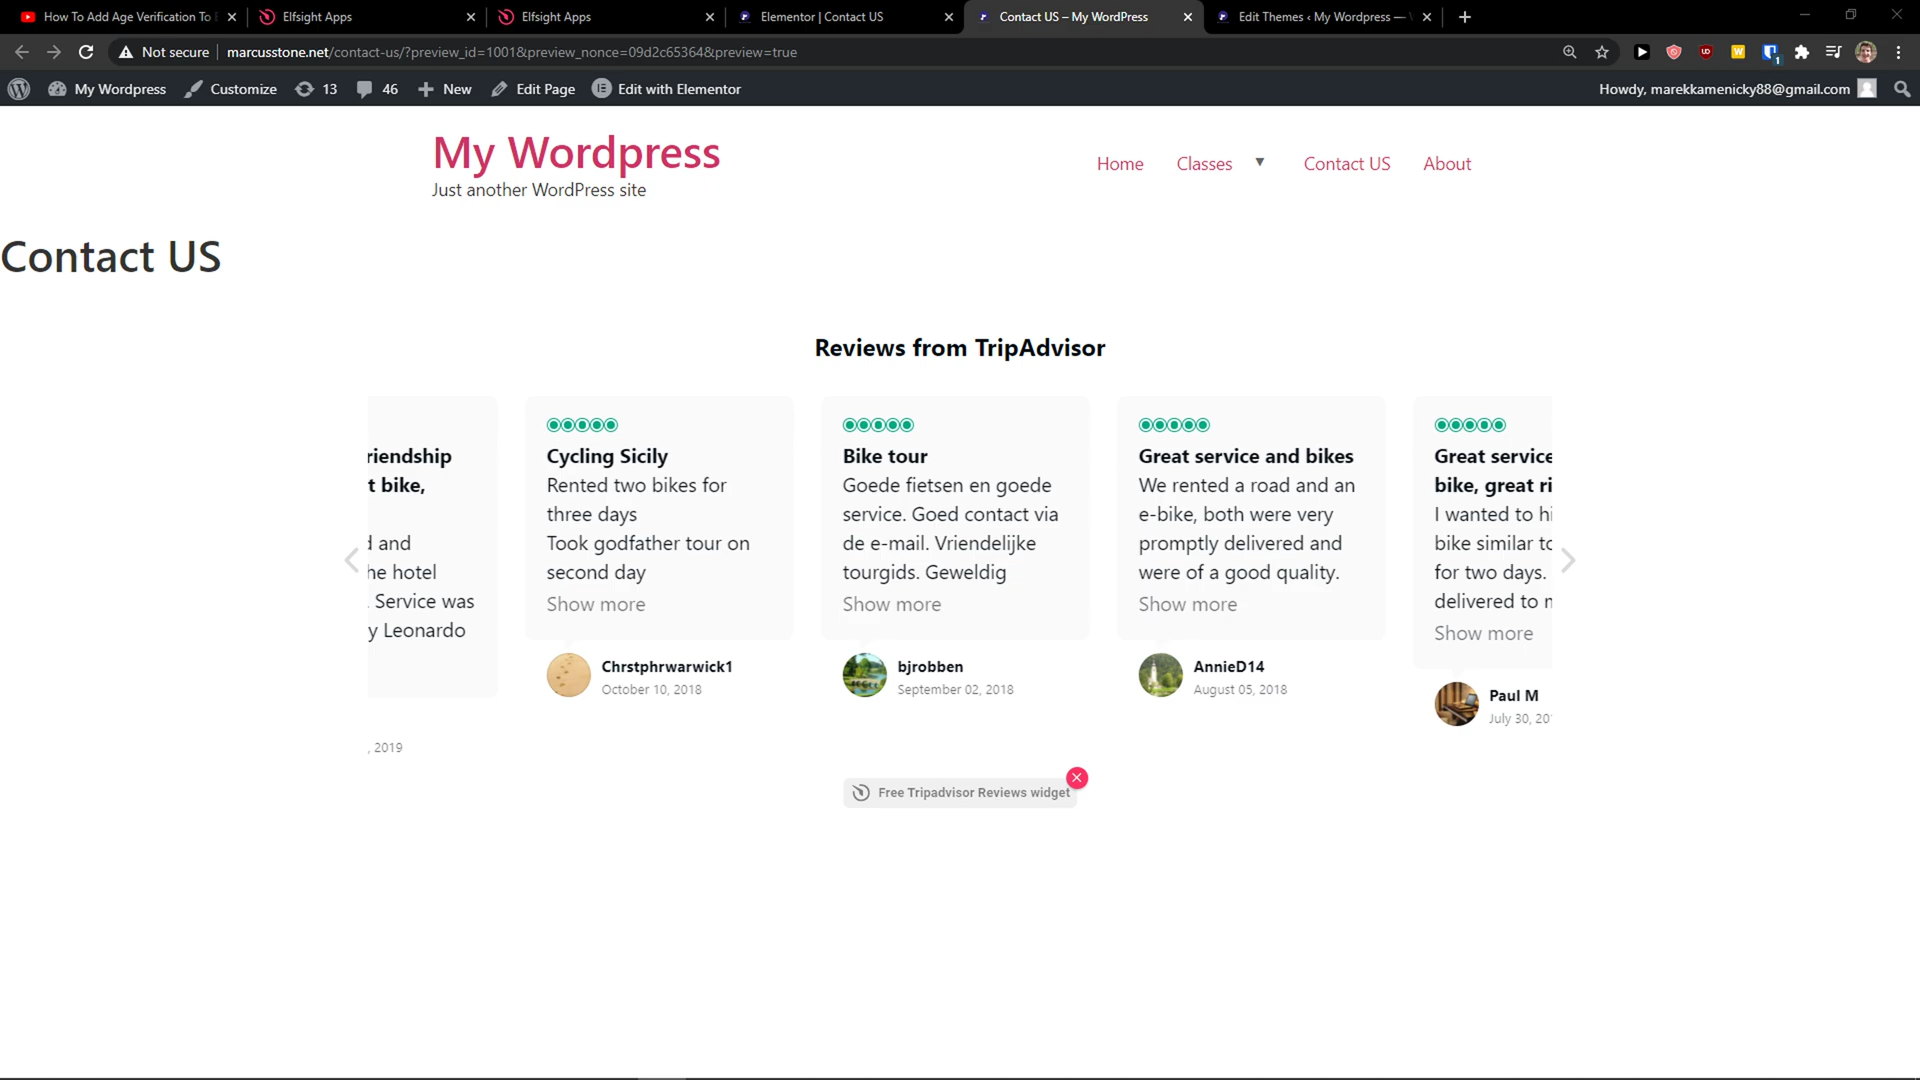 How To Add Age Verification To
Elfsight Apps
Elfsight Apps
Elementor | Contact US
Contact US – My WordPress
Edit Themes ‹ My Wordpress —
Not secure
marcusstone.net/contact-us/?preview_id=1001&preview_nonce=09d2c65364&preview=true
1
My Wordpress
Customize
13
46
New
Edit Page
Edit with Elementor
Howdy, marekkamenicky88@gmail.com
My Wordpress
Just another WordPress site
Home
Classes
Contact US
About
Contact US
Reviews from TripAdvisor
riendship
t bike,
d and
he hotel
. Service was
y Leonardo
, 2019
Cycling Sicily
Rented two bikes for
three days
Took godfather tour on
second day
Show more
Chrstphrwarwick1
October 10, 2018
Bike tour
Goede fietsen en goede
service. Goed contact via
de e-mail. Vriendelijke
tourgids. Geweldig
Show more
bjrobben
September 02, 2018
Great service and bikes
We rented a road and an
e-bike, both were very
promptly delivered and
were of a good quality.
Show more
AnnieD14
August 05, 2018
Great service
bike, great ri
I wanted to hi
bike similar to
for two days.
delivered to
Show more
Paul M
July 30, 20
Free Tripadvisor Reviews widget